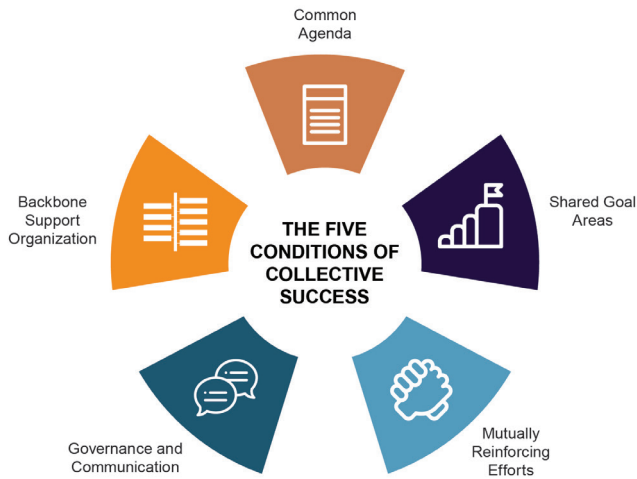 Common
Agenda
Shared Goal
Areas
Mutually
Reinforcing
Efforts
Governance and
Communication
Backbone
Support
Organization
THE FIVE
CONDITIONS OF
COLLECTIVE
SUCCESS